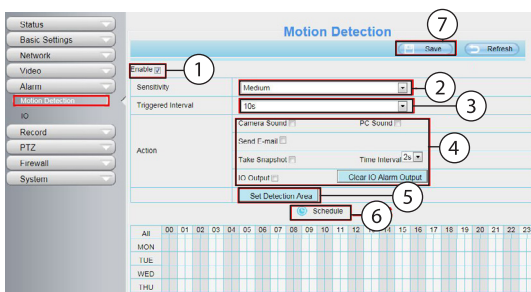 Status
Basic Settings
Network
Video
Alarm
Motion Detection
IO
Record
PTZ
Firewall
System
7
Motion Detection
Save
Refresh
Enable
1
Sensitivity
Medium
2
Triggered Interval
10s
3
Action
Camera Sound
PC Sound
Send E-mail
4
Take Snapshot
Time Interval
2s
IO Output
Clear IO Alarm Output
Set Detection Area
5
Schedule
6
All 00 01 02 03 04 05 06 07 08 09 10 11 12 13 14 15 16 17 18 19 20 21 22 23
MON
TUE
WED
THU